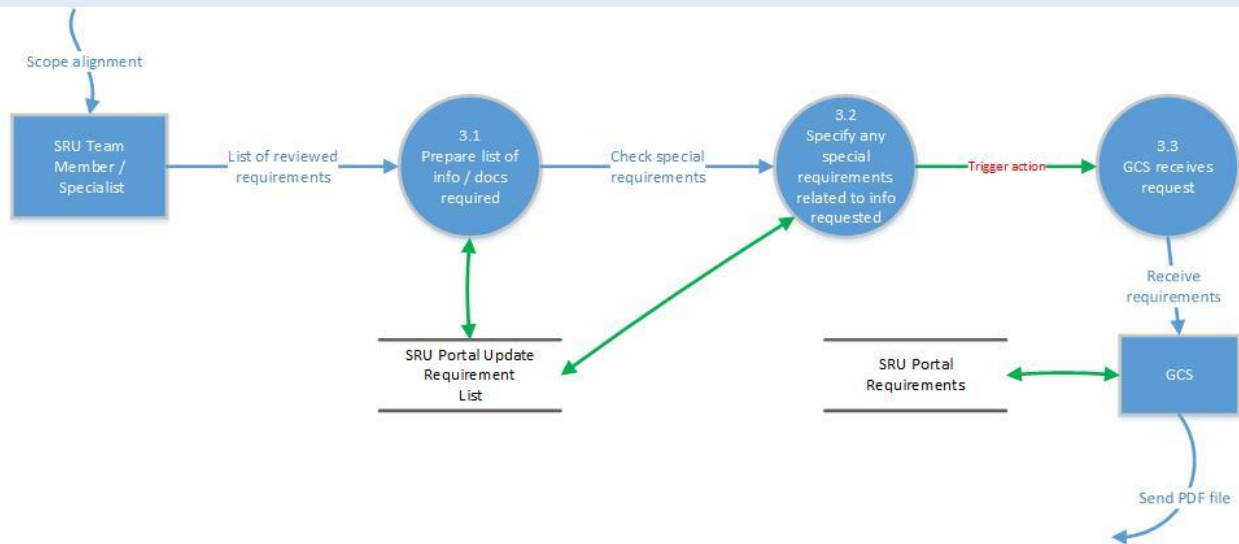 Scope alignment
SRU Team
Member /
Specialist
List of reviewed
requirements
3.1
Prepare list of
info / docs
required
Check special
requirements
3.2
Specify any
special
requirements
related to info
requested
Trigger action
3.3
GCS receives
request
Receive
requirements
SRU Portal Update
Requirement
List
SRU Portal
Requirements
GCS
Send PDF file